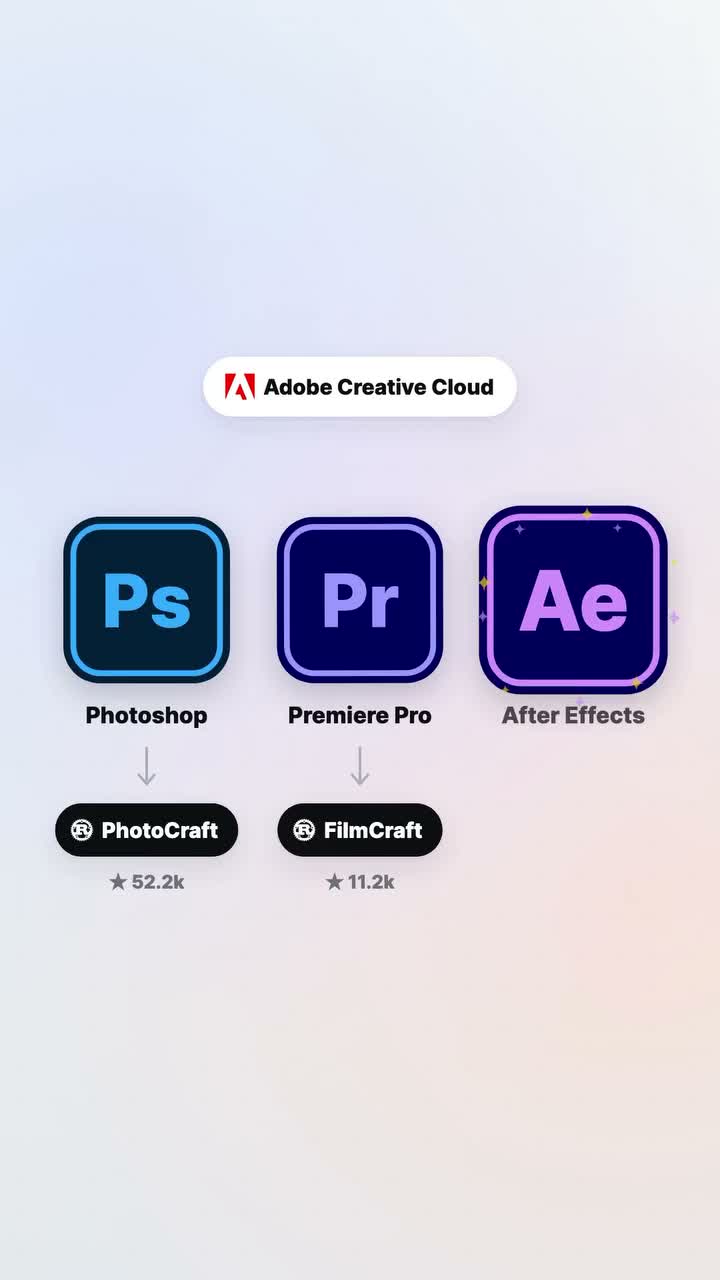 Adobe Creative Cloud
Ps Pr Ae
Photoshop Premiere Pro After Effects
PhotoCraft FilmCraft
★ 52.2k ★ 11.2k